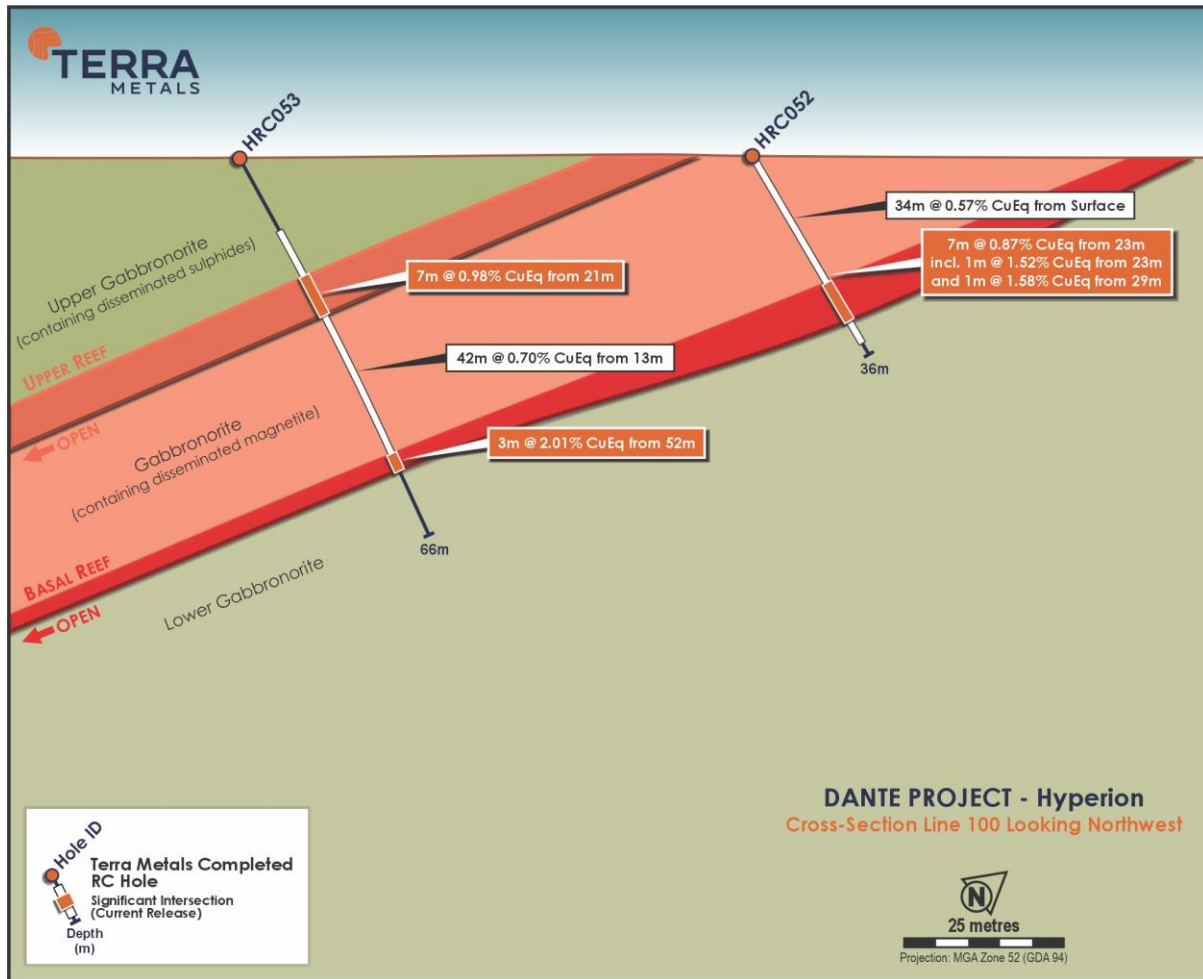 TERRA
METALS
HRC053
HRC052
34m @ 0.57% CuEq from Surface
7m @ 0.87% CuEq from 23m
incl. 1m @ 1.52% CuEq from 23m
and 1m @ 1.58% CuEq from 29m
Upper Gabbronorite
(containing disseminated sulphides)
7m @ 0.98% CuEq from 21m
UPPER REEF
OPEN
42m @ 0.70% CuEq from 13m
36m
Gabbronorite
(containing disseminated magnetite)
3m @ 2.01% CuEq from 52m
66m
BASAL REEF
OPEN
Lower Gabbronorite
DANTE PROJECT - Hyperion
Cross-Section Line 100 Looking Northwest
Hole ID
Terra Metals Completed
RC Hole
Significant Intersection
(Current Release)
Depth
(m)
N
25 metres
Projection: MGA Zone 52 (GDA 94)